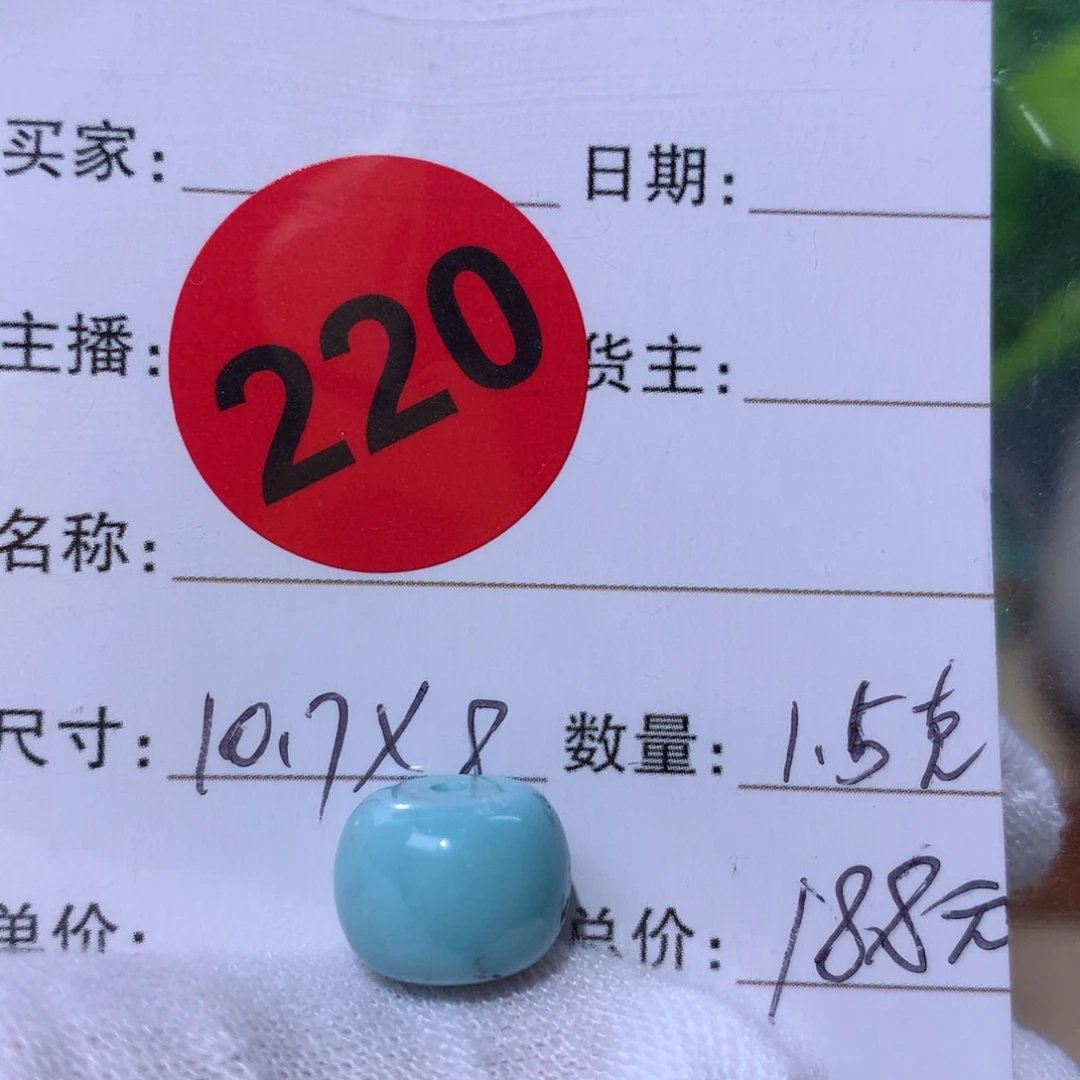 买家： 日期：
220
主播： 货主：
名称：
尺寸：10.7X8 数量：1.5克
单价： 总价：188元